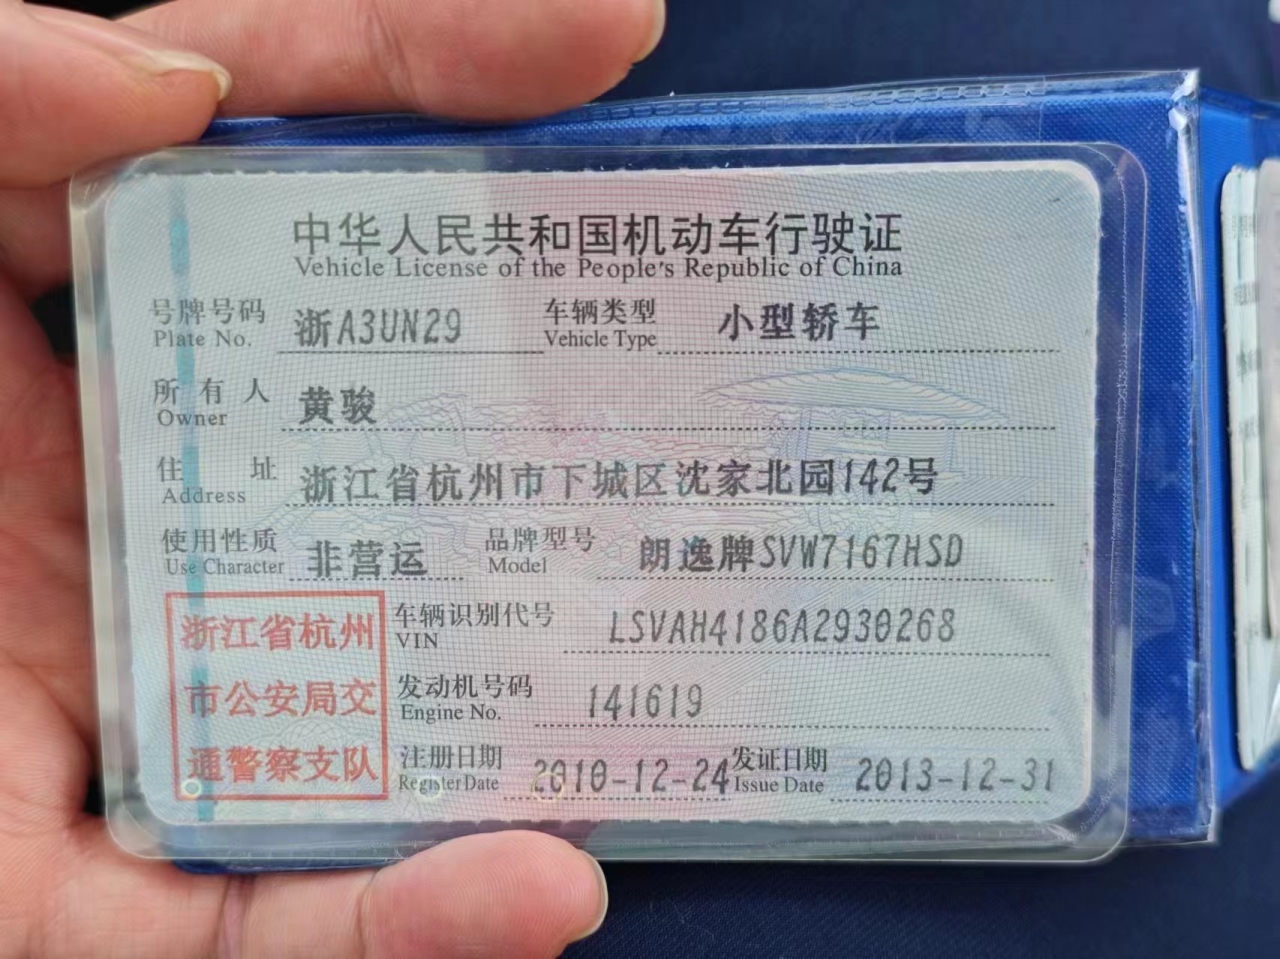 中华人民共和国机动车行驶证
Vehicle License of the People's Republic of China
号牌号码 浙A3UN29 车辆类型 小型轿车
Plate No. Vehicle Type
所有人 黄骏
Owner
住址 浙江省杭州市下城区沈家北园142号
Address
使用性质 非营运 品牌型号 朗逸牌SVW7167HSD
Use Character Model
浙江省杭州
市公安局交
通警察支队
车辆识别代号 LSVAH4186A2930268
VIN
发动机号码 141619
Engine No.
注册日期 2010-12-24 发证日期 2013-12-31
Register Date Issue Date